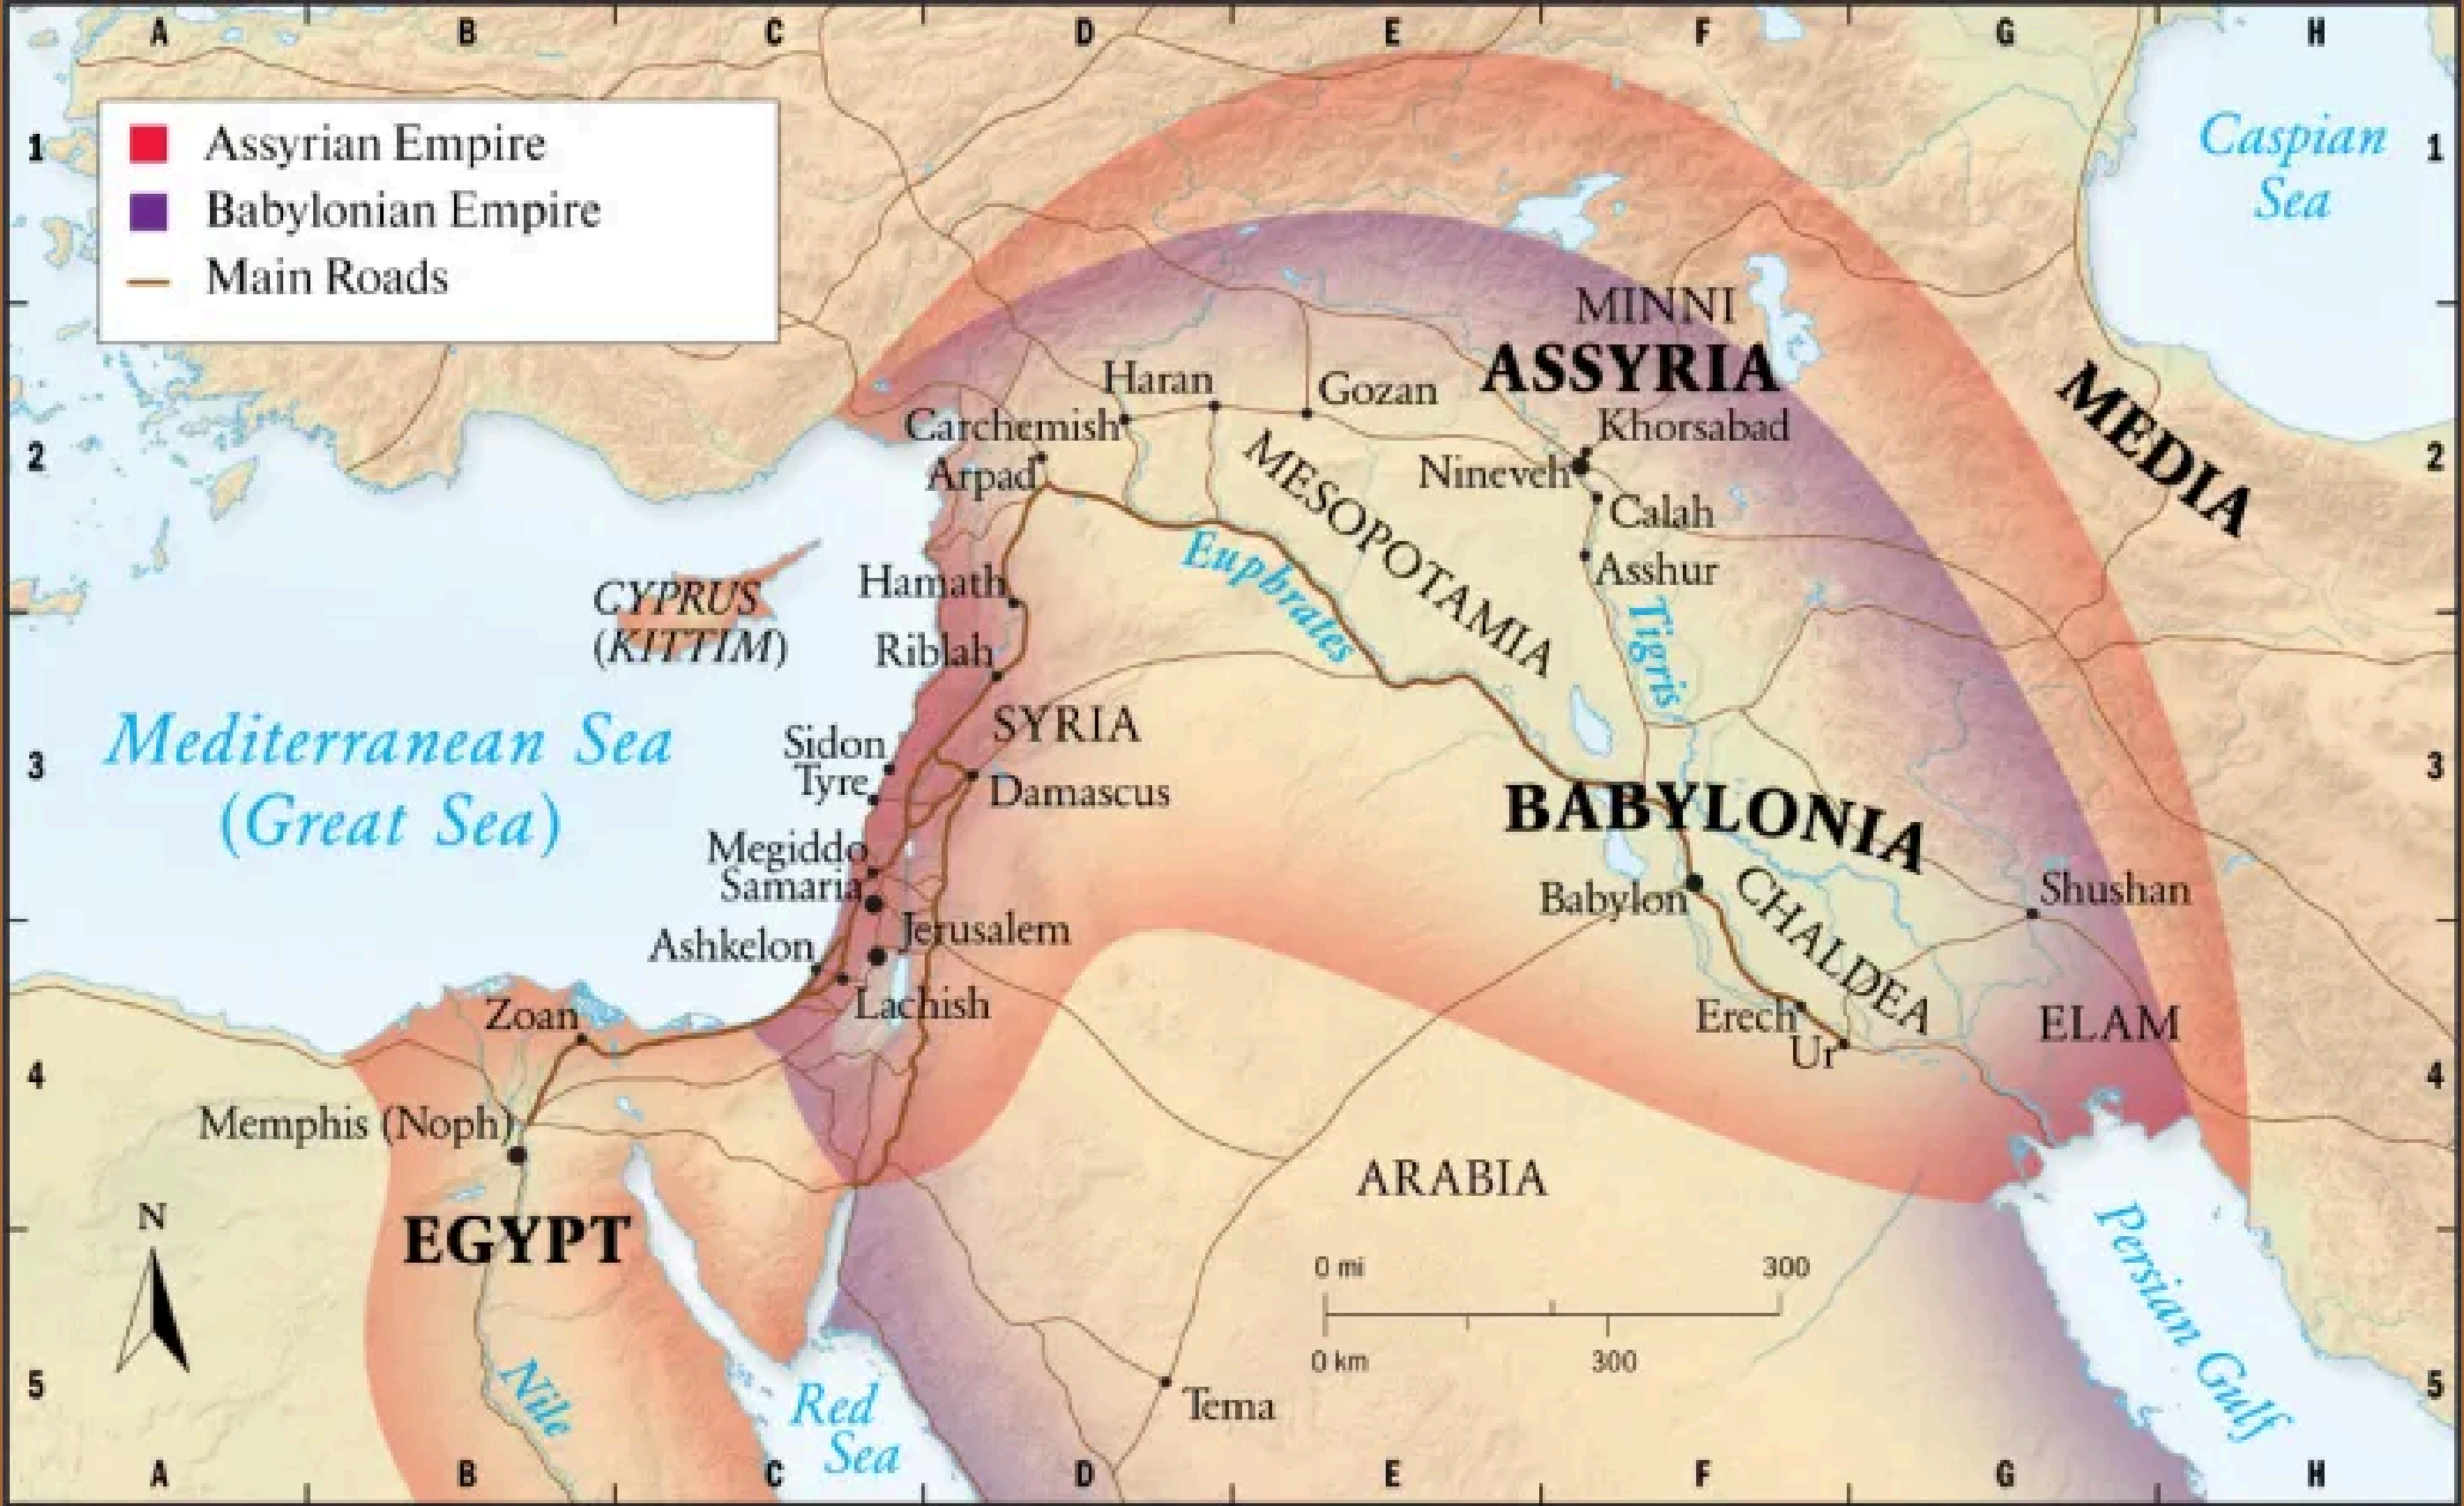 A B C D E F G H
1 1
Assyrian Empire
Babylonian Empire
Main Roads
Caspian
Sea
MINNI
ASSYRIA
MEDIA
2 2
Haran
Gozan
Carchemish
Khorsabad
Arpad
Nineveh
MESOPOTAMIA
Calah
Euphrates
Asshur
Tigris
Hamath
CYPRUS
(KITTIM)
Riblah
3 3
Mediterranean Sea
(Great Sea)
SYRIA
Sidon
Tyre
Damascus
BABYLONIA
Megiddo
Samaria
Babylon
CHALDEA
Shushan
Jerusalem
Ashkelon
Lachish
Zoan
Erech
Ur
ELAM
4 4
Memphis (Noph)
ARABIA
N
EGYPT
Persian Gulf
0 mi 300
0 km 300
5 5
Nile
Red
Sea
Tema
A B C D E F G H